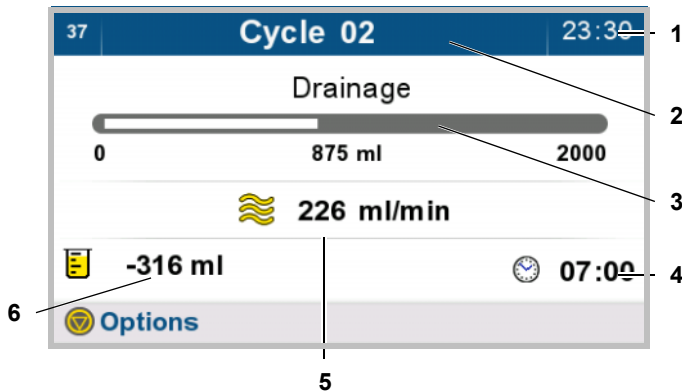 37 Cycle 02 23:30 1
Drainage 2
0 875 ml 2000
3
226 ml/min
-316 ml 07:00 4
6
Options
5